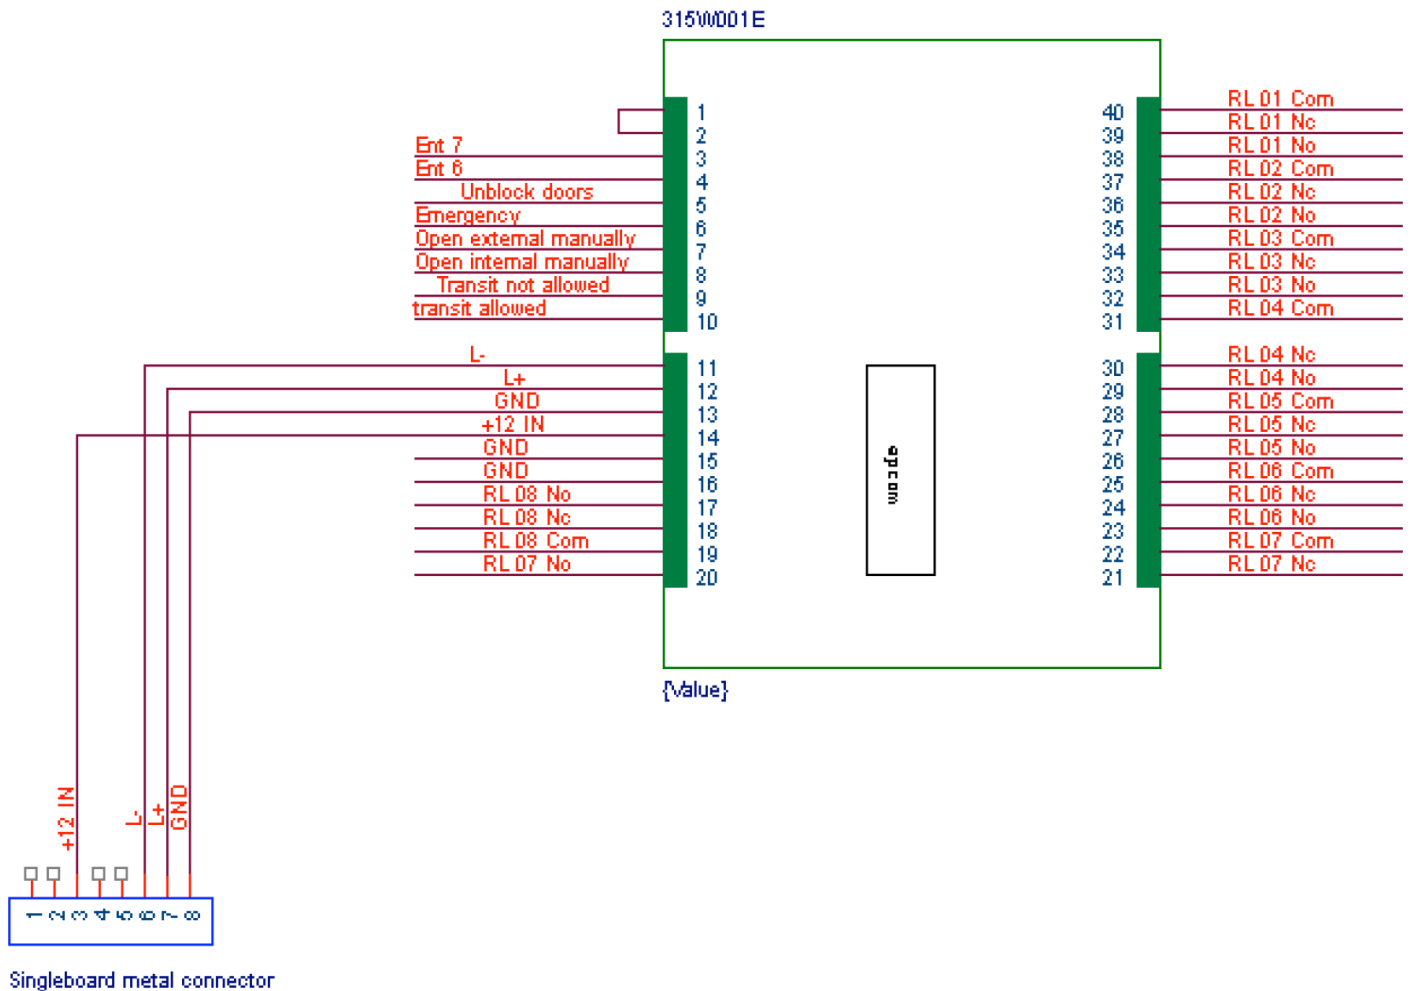 315W001E
1
2
Ent 7
3
Ent 6
4
Unblock doors
5
Emergency
6
Open external manually
7
Open internal manually
8
Transit not allowed
9
transit allowed
10
L-
11
L+
12
GND
13
+12 IN
14
GND
15
GND
16
RL 08 No
17
RL 08 Nc
18
RL 08 Com
19
RL 07 No
20
apcom
RL 01 Com
40
RL 01 Nc
39
RL 01 No
38
RL 02 Com
37
RL 02 Nc
36
RL 02 No
35
RL 03 Com
34
RL 03 Nc
33
RL 03 No
32
RL 04 Com
31
RL 04 Nc
30
RL 04 No
29
RL 05 Com
28
RL 05 Nc
27
RL 05 No
26
RL 06 Com
25
RL 06 Nc
24
RL 06 No
23
RL 07 Com
22
RL 07 Nc
21
{Value}
+12 IN
L-
L+
GND
1 2 3 4 5 6 7 8
Singleboard metal connector